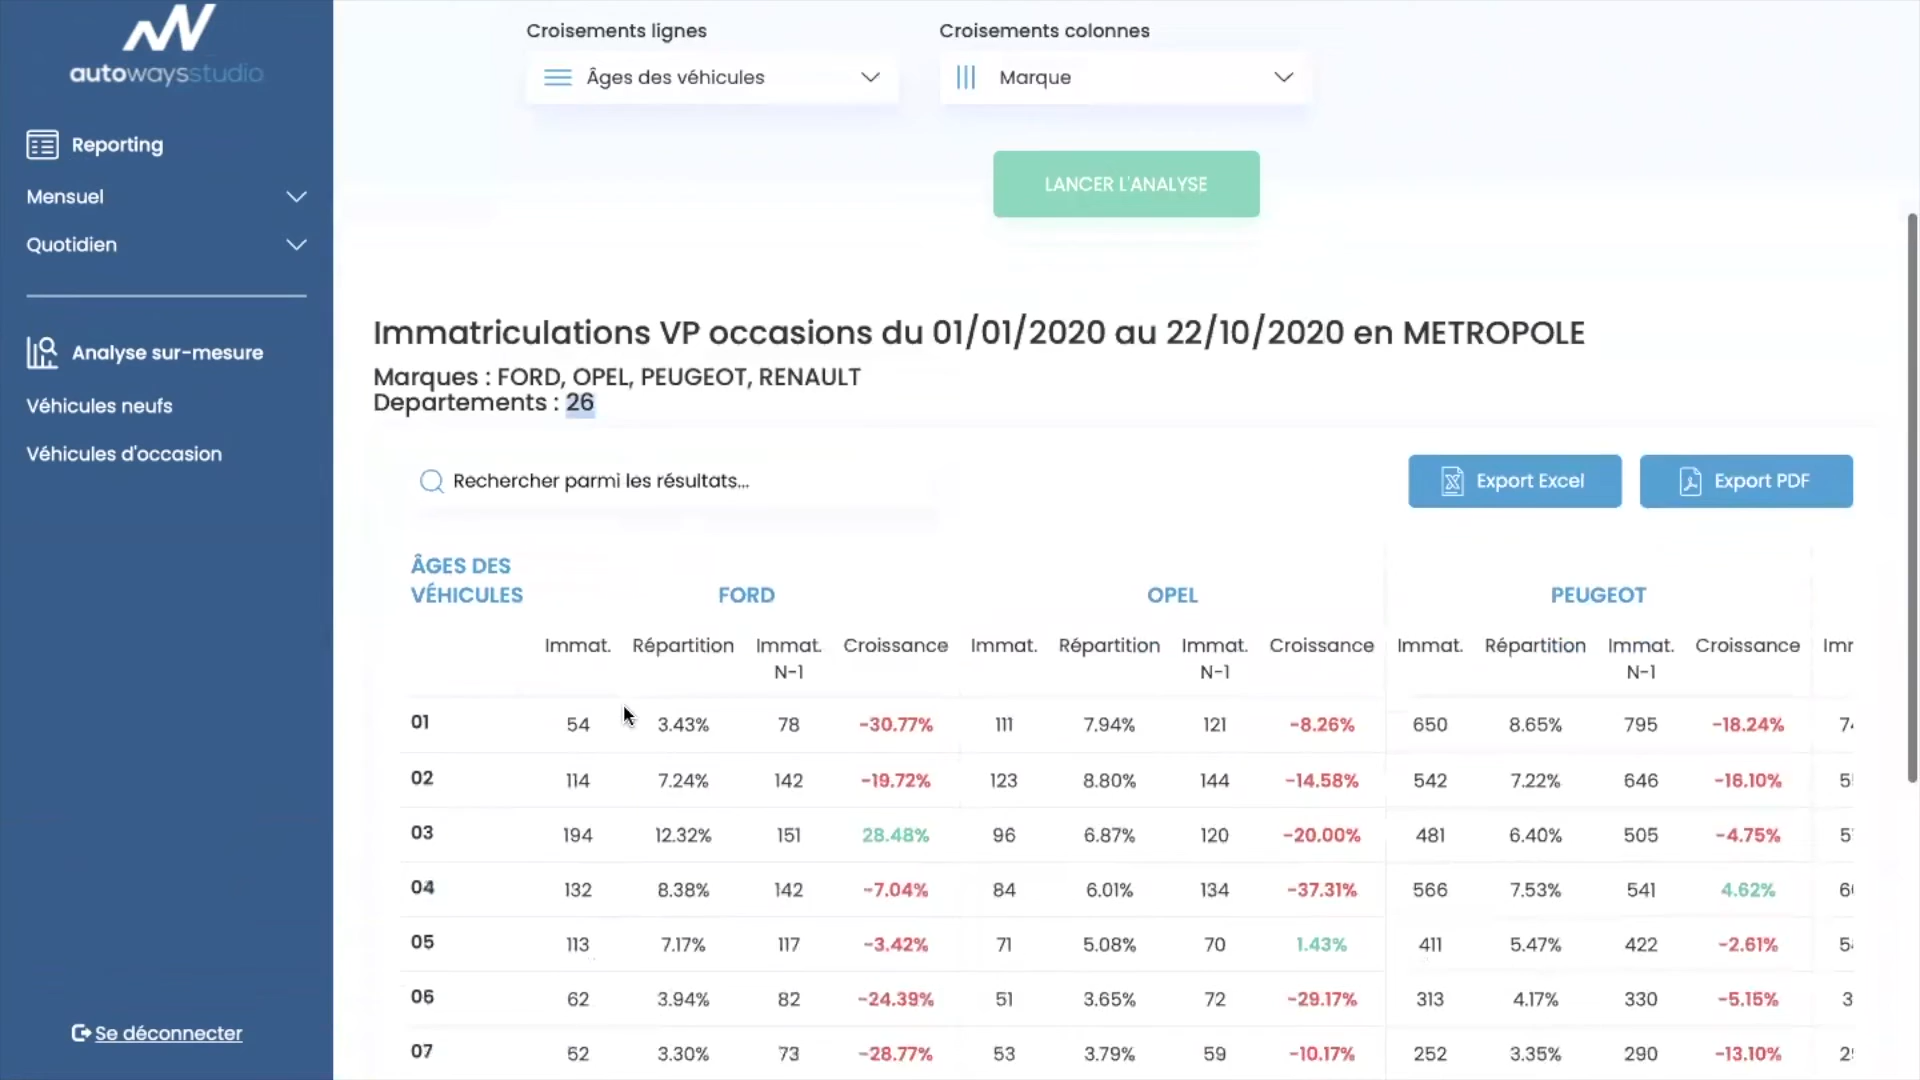 autowaysstudio
Reporting
Mensuel
Quotidien
Analyse sur-mesure
Véhicules neufs
Véhicules d'occasion
Se déconnecter
Croisements lignes
Croisements colonnes
Âges des véhicules
Marque
LANCER L'ANALYSE
Immatriculations VP occasions du 01/01/2020 au 22/10/2020 en METROPOLE
Marques : FORD, OPEL, PEUGEOT, RENAULT
Departements : 26
Rechercher parmi les résultats...
Export Excel
Export PDF
ÂGES DES
VÉHICULES FORD OPEL PEUGEOT
Immat. Répartition Immat. Croissance Immat. Répartition Immat. Croissance Immat. Répartition Immat. Croissance
N-1 N-1 N-1
01 54 3.43% 78 -30.77% 111 7.94% 121 -8.26% 650 8.65% 795 -18.24%
02 114 7.24% 142 -19.72% 123 8.80% 144 -14.58% 542 7.22% 646 -16.10%
03 194 12.32% 151 28.48% 96 6.87% 120 -20.00% 481 6.40% 505 -4.75%
04 132 8.38% 142 -7.04% 84 6.01% 134 -37.31% 566 7.53% 541 4.62%
05 113 7.17% 117 -3.42% 71 5.08% 70 1.43% 411 5.47% 422 -2.61%
06 62 3.94% 82 -24.39% 51 3.65% 72 -29.17% 313 4.17% 330 -5.15%
07 52 3.30% 73 -28.77% 53 3.79% 59 -10.17% 252 3.35% 290 -13.10%